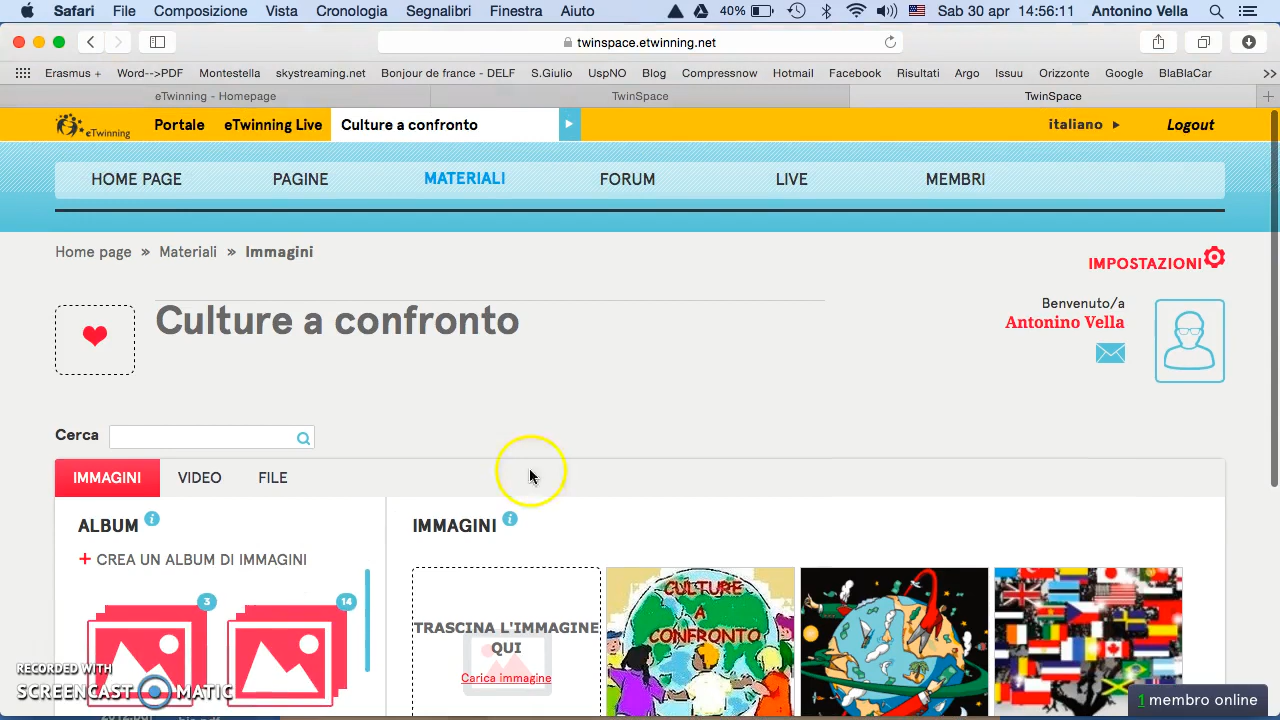 Safari File Composizione Vista Cronologia Segnalibri Finestra Aiuto 40% Sab 30 apr 14:56:11 Antonino Vella
twinspace.etwinning.net
Erasmus + Word-->PDF Montestella skystreaming.net Bonjour de france - DELF S.Giulio UspNO Blog Compressnow Hotmail Facebook Risultati Argo Issuu Orizzonte Google BlaBlaCar >>
eTwinning - Homepage TwinSpace TwinSpace
eTwinning Portale eTwinning Live Culture a confronto italiano Logout
HOME PAGE PAGINE MATERIALI FORUM LIVE MEMBRI
Home page » Materiali » Immagini
IMPOSTAZIONI
Benvenuto/a
Culture a confronto
Antonino Vella
Cerca
IMMAGINI VIDEO FILE
ALBUM i
IMMAGINI i
+ CREA UN ALBUM DI IMMAGINI
3 14
TRASCINA L'IMMAGINE QUI
Carica immagine
CULTURE
A
CONFRONTO
RECORDED WITH
SCREENCAST MATIC
1 membro online